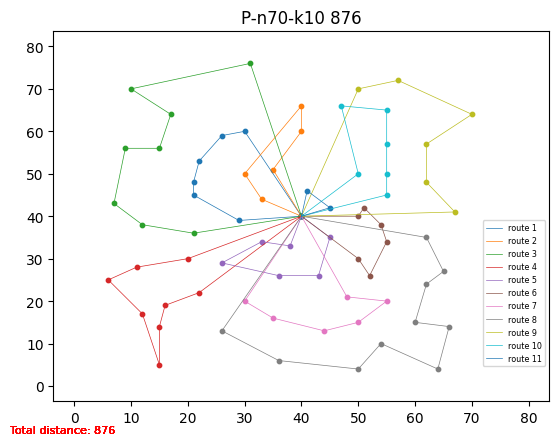 P-n70-k10 876
80
70
60
50
40
30
20
10
0
0 10 20 30 40 50 60 70 80
route 1
route 2
route 3
route 4
route 5
route 6
route 7
route 8
route 9
route 10
route 11
Total distance: 876